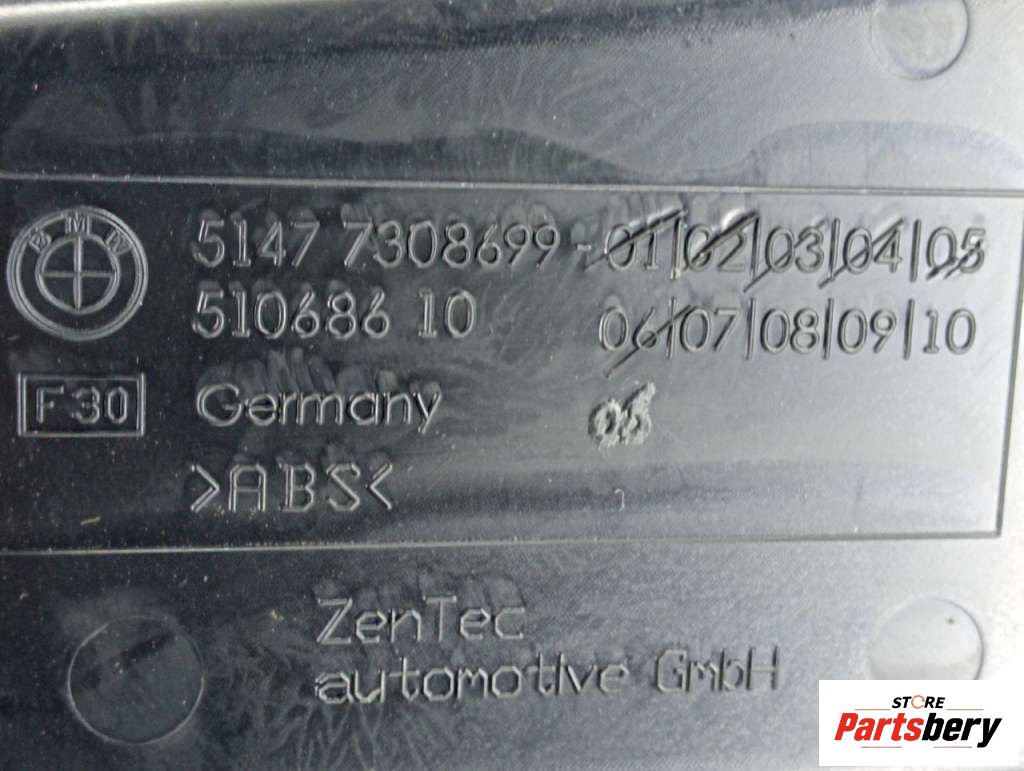 BMW
5147 7308699-01/02/03/04/05
510686 10 06/07/08/09/10
F30 Germany 06
>ABS<
ZenTec
automotive GmbH
STORE
Partsbery